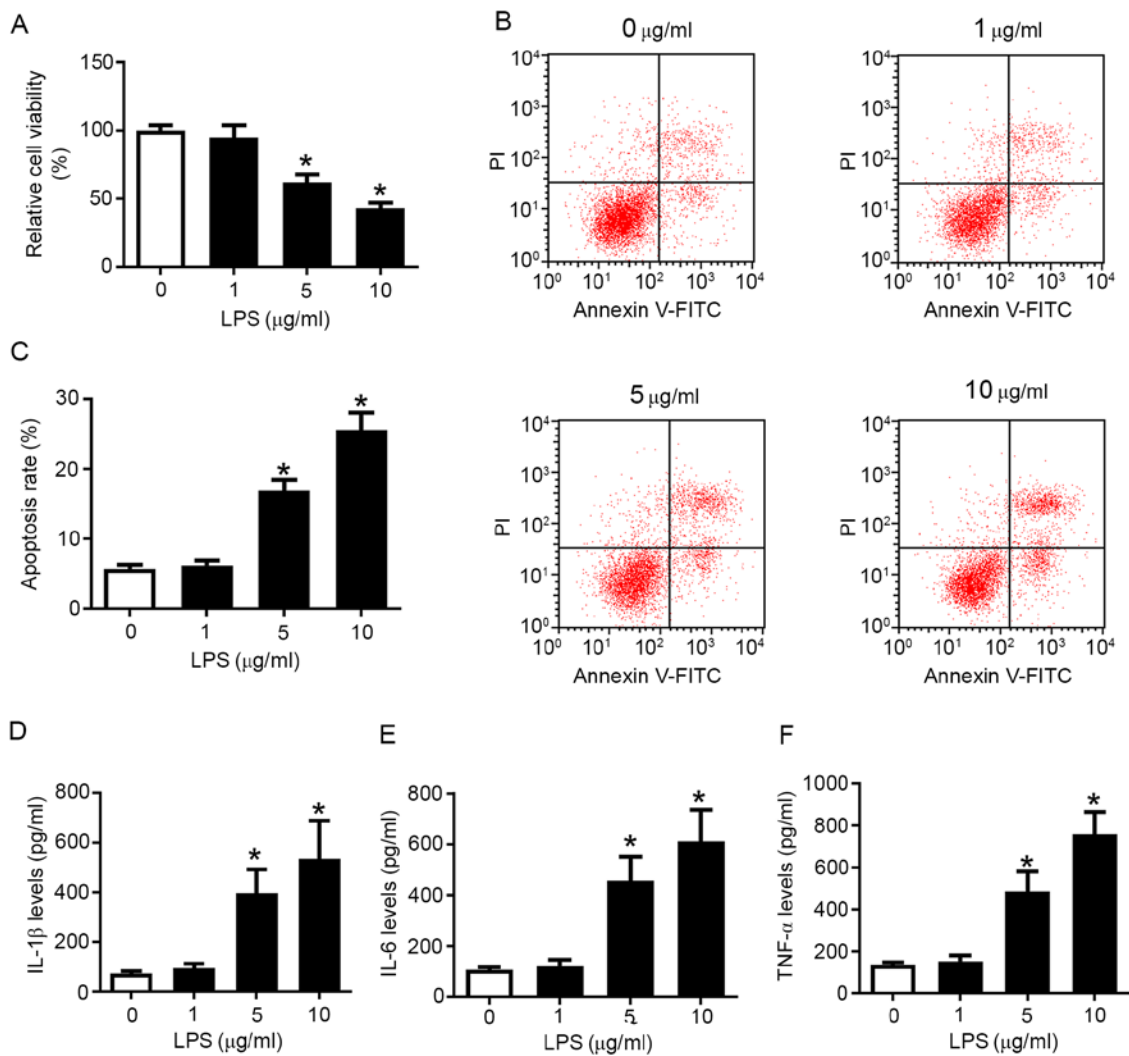 A
Relative cell viability
(%)
150
100
50
0
*
*
0 1 5 10
LPS (μg/ml)
B
0 μg/ml
PI
10⁴
10³
10²
10¹
10⁰
10⁰ 10¹ 10² 10³ 10⁴
Annexin V-FITC
1 μg/ml
PI
10⁴
10³
10²
10¹
10⁰
10⁰ 10¹ 10² 10³ 10⁴
Annexin V-FITC
C
Apoptosis rate (%)
30
20
10
0
*
*
0 1 5 10
LPS (μg/ml)
5 μg/ml
PI
10⁴
10³
10²
10¹
10⁰
10⁰ 10¹ 10² 10³ 10⁴
Annexin V-FITC
10 μg/ml
PI
10⁴
10³
10²
10¹
10⁰
10⁰ 10¹ 10² 10³ 10⁴
Annexin V-FITC
D
IL-1β levels (pg/ml)
800
600
400
200
0
*
*
0 1 5 10
LPS (μg/ml)
E
IL-6 levels (pg/ml)
800
600
400
200
0
*
*
0 1 5 10
LPS (μg/ml)
F
TNF-α levels (pg/ml)
1000
800
600
400
200
0
*
*
0 1 5 10
LPS (μg/ml)